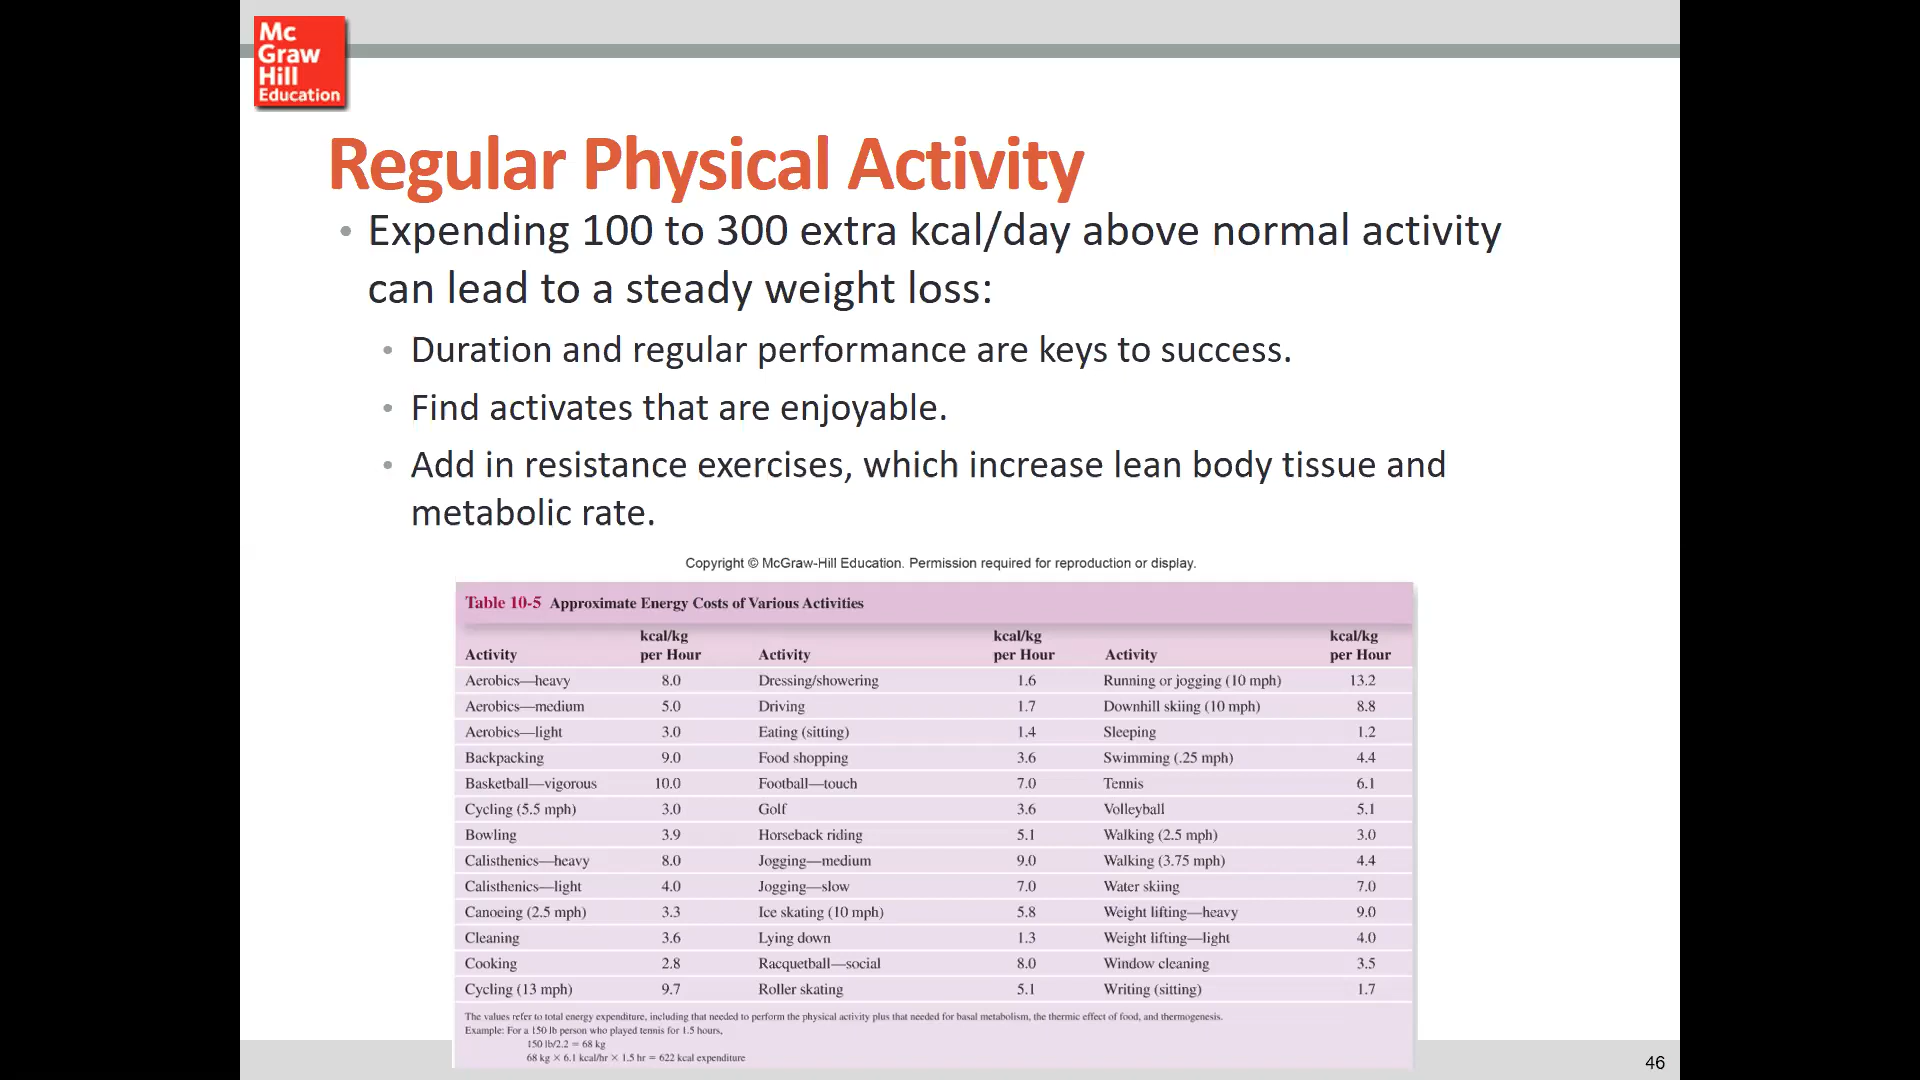 Mc
Graw
Hill
Education
Regular Physical Activity
• Expending 100 to 300 extra kcal/day above normal activity
can lead to a steady weight loss:
• Duration and regular performance are keys to success.
• Find activates that are enjoyable.
• Add in resistance exercises, which increase lean body tissue and
metabolic rate.
Copyright © McGraw-Hill Education. Permission required for reproduction or display.
Table 10-5 Approximate Energy Costs of Various Activities
kcal/kg kcal/kg kcal/kg
Activity per Hour Activity per Hour Activity per Hour
Aerobics—heavy 8.0 Dressing/showering 1.6 Running or jogging (10 mph) 13.2
Aerobics—medium 5.0 Driving 1.7 Downhill skiing (10 mph) 8.8
Aerobics—light 3.0 Eating (sitting) 1.4 Sleeping 1.2
Backpacking 9.0 Food shopping 3.6 Swimming (.25 mph) 4.4
Basketball—vigorous 10.0 Football—touch 7.0 Tennis 6.1
Cycling (5.5 mph) 3.0 Golf 3.6 Volleyball 5.1
Bowling 3.9 Horseback riding 5.1 Walking (2.5 mph) 3.0
Calisthenics—heavy 8.0 Jogging—medium 9.0 Walking (3.75 mph) 4.4
Calisthenics—light 4.0 Jogging—slow 7.0 Water skiing 7.0
Canoeing (2.5 mph) 3.3 Ice skating (10 mph) 5.8 Weight lifting—heavy 9.0
Cleaning 3.6 Lying down 1.3 Weight lifting—light 4.0
Cooking 2.8 Racquetball—social 8.0 Window cleaning 3.5
Cycling (13 mph) 9.7 Roller skating 5.1 Writing (sitting) 1.7
The values refer to total energy expenditure, including that needed to perform the physical activity plus that needed for basal metabolism, the thermic effect of food, and thermogenesis.
Example: For a 150 lb person who played tennis for 1.5 hours,
150 lb/2.2 = 68 kg
68 kg × 6.1 kcal/hr × 1.5 hr = 622 kcal expenditure
46